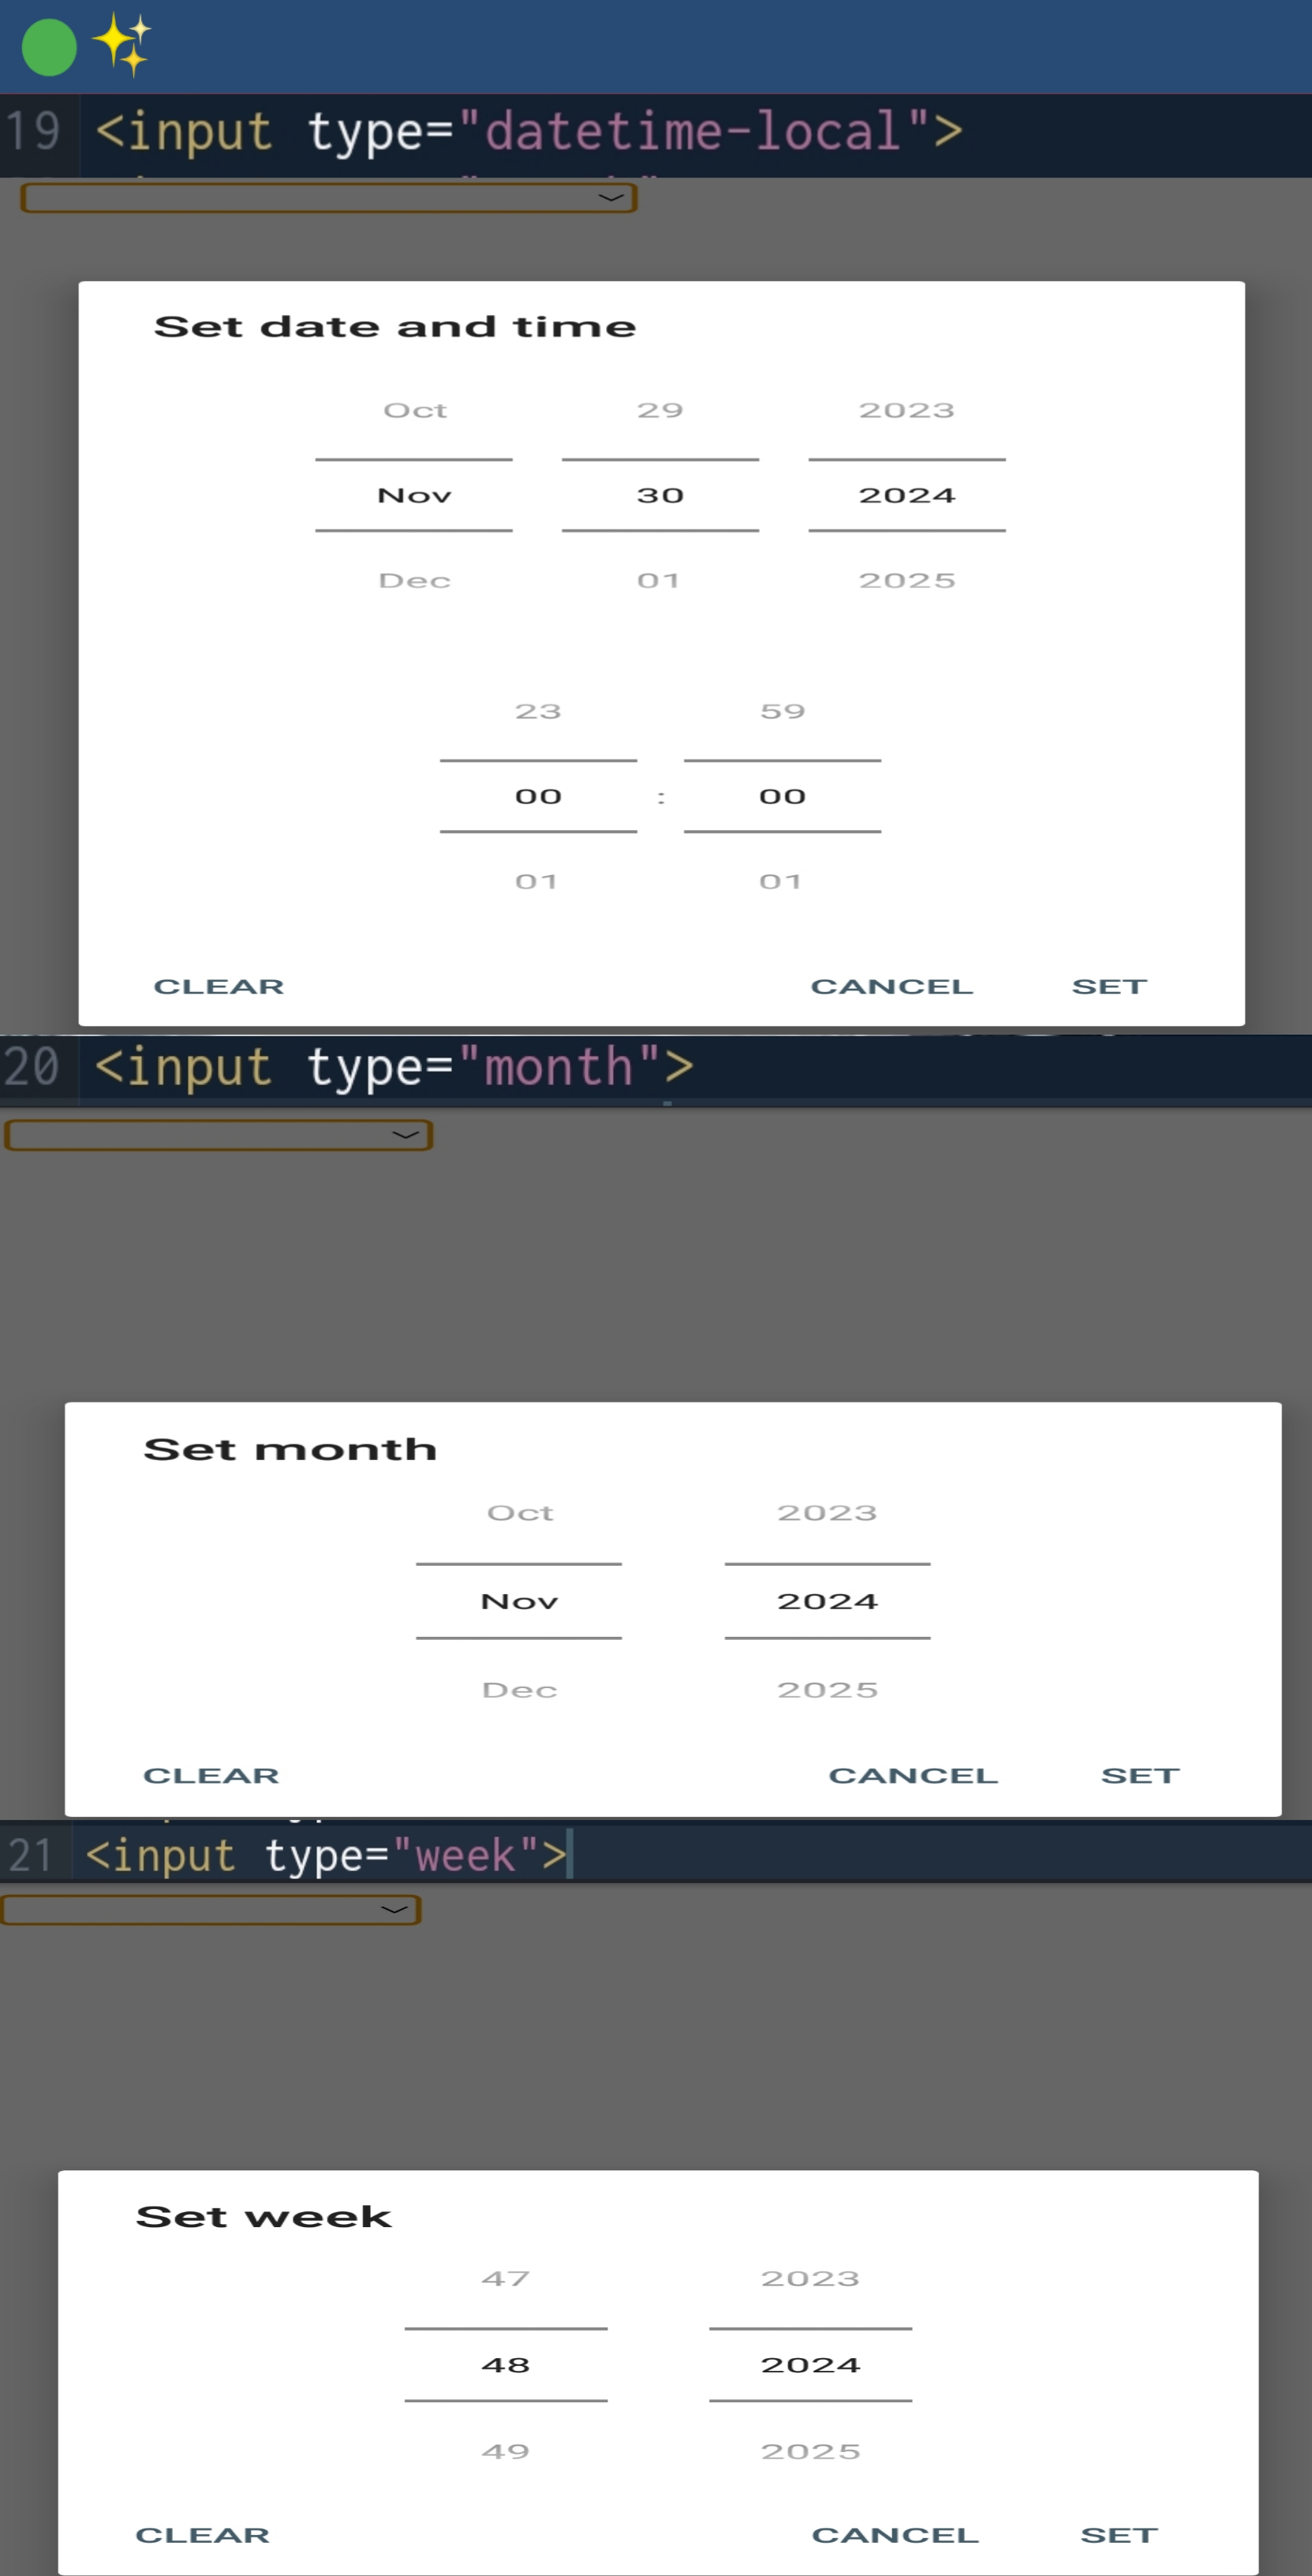 19 <input type="datetime-local">
Set date and time
Oct 29 2023
Nov 30 2024
Dec 01 2025
23 59
00 : 00
01 01
CLEAR CANCEL SET
20 <input type="month">
Set month
Oct 2023
Nov 2024
Dec 2025
CLEAR CANCEL SET
21 <input type="week">
Set week
47 2023
48 2024
49 2025
CLEAR CANCEL SET